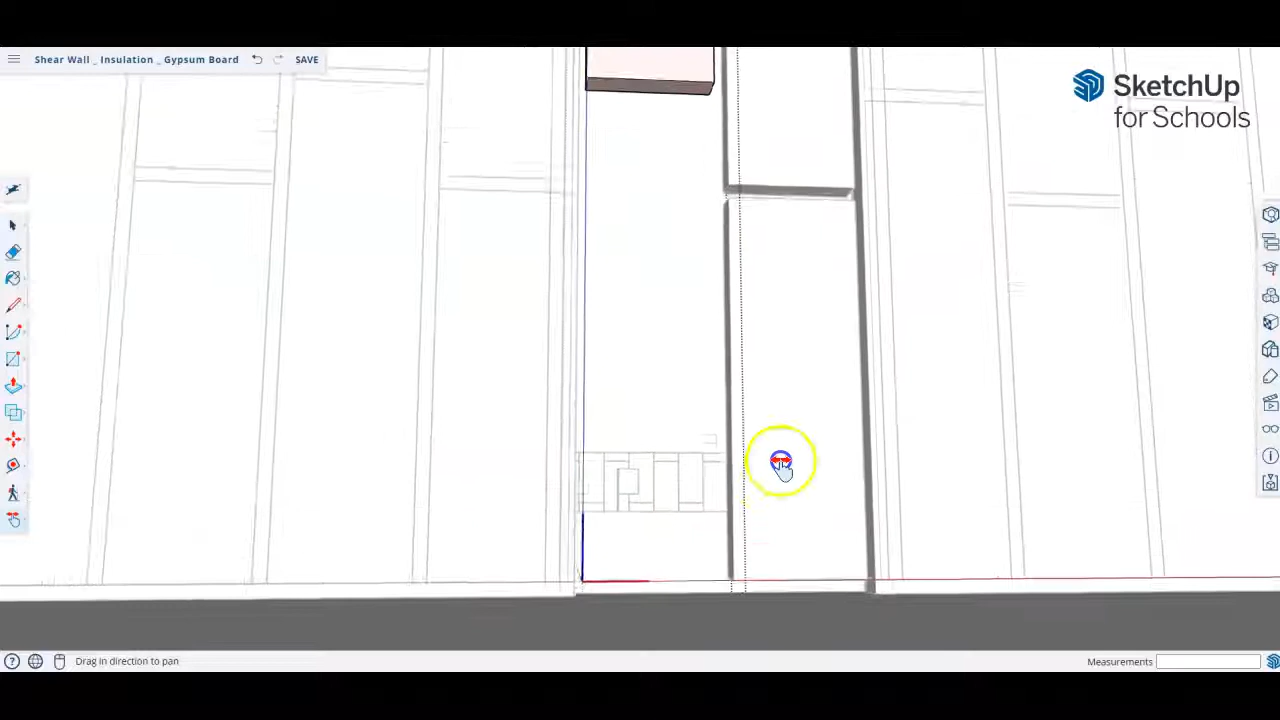 Shear Wall _ Insulation _ Gypsum Board
SAVE
SketchUp
for Schools
Drag in direction to pan
Measurements